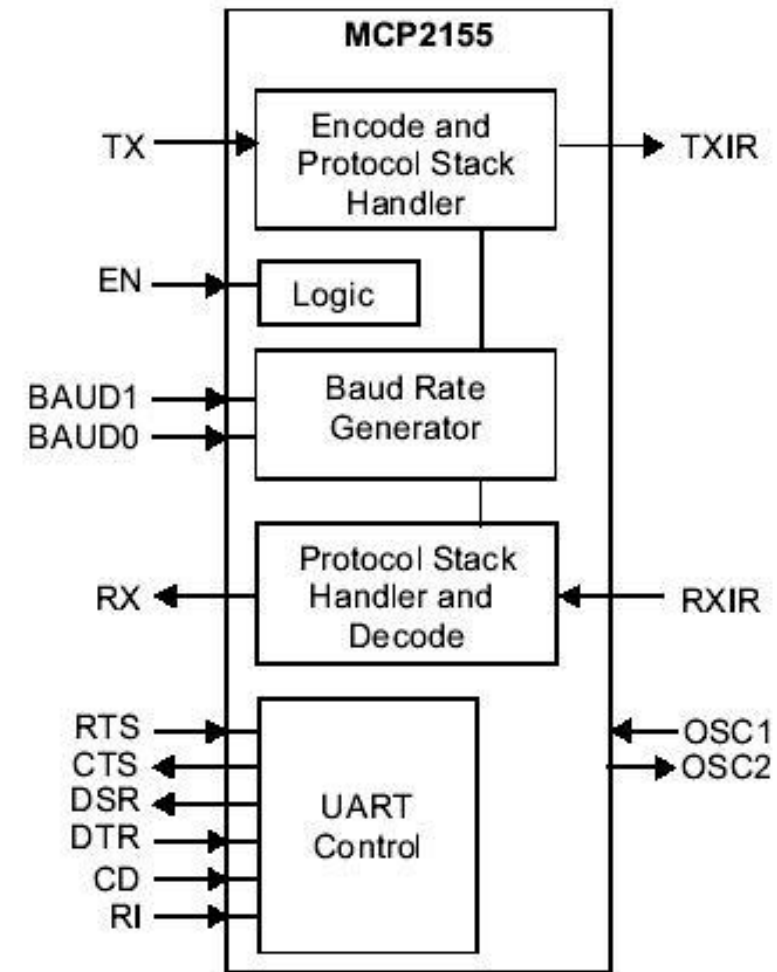 MCP2155
TX
Encode and
Protocol Stack
Handler
TXIR
EN
Logic
BAUD1
BAUD0
Baud Rate
Generator
RX
Protocol Stack
Handler and
Decode
RXIR
RTS
CTS
DSR
DTR
CD
RI
UART
Control
OSC1
OSC2